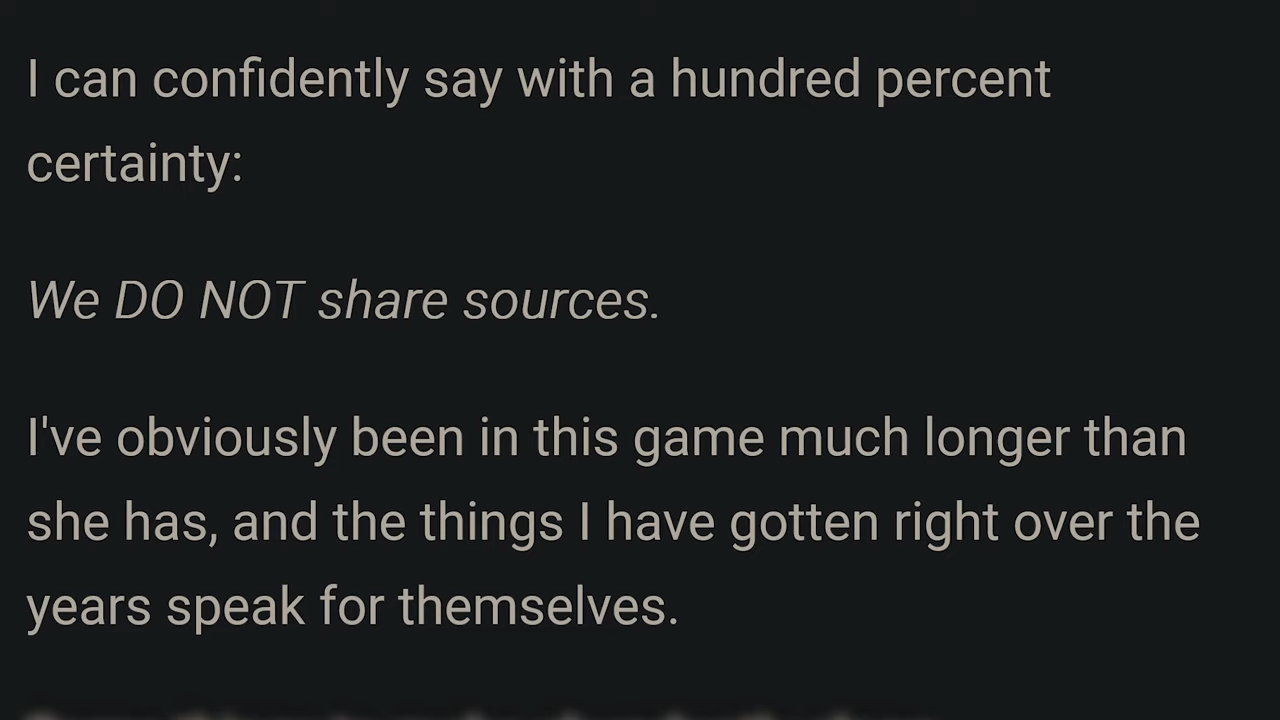 I can confidently say with a hundred percent
certainty:
We DO NOT share sources.
I've obviously been in this game much longer than
she has, and the things I have gotten right over the
years speak for themselves.